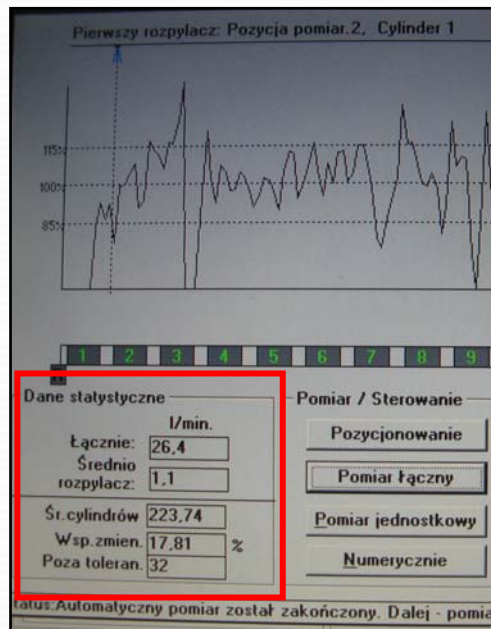 Pierwszy rozpylacz: Pozycja pomiar.2, Cylinder 1
115%
100%
85%
1 2 3 4 5 6 7 8 9
Dane statystyczne
l/min.
Łącznie: 26,4
Średnio rozpylacz: 1,1
Śr.cylindrów 223,74
Wsp.zmien. 17,81 %
Poza toleran. 32
Pomiar / Sterowanie
Pozycjonowanie
Pomiar łączny
Pomiar jednostkowy
Numerycznie
tatus:Automatyczny pomiar został zakończony. Dalej - pomia